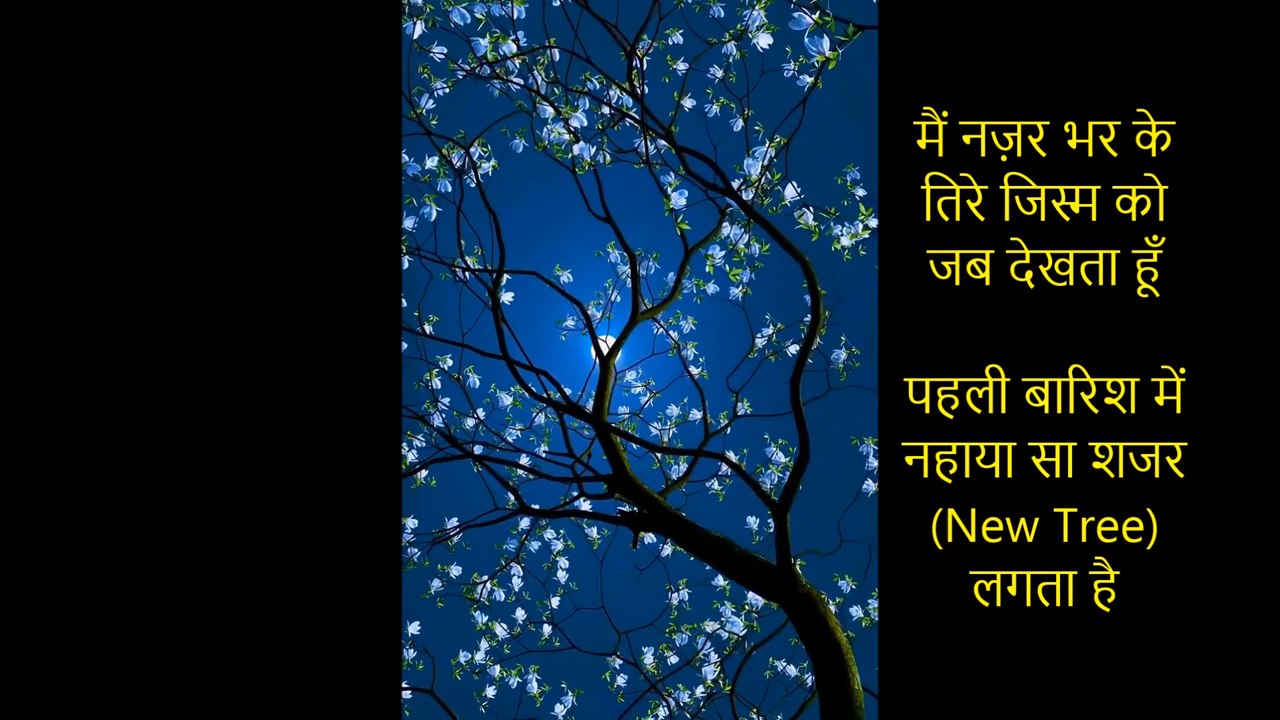 मैं नज़र भर के
तिरे जिस्म को
जब देखता हूँ
पहली बारिश में
नहाया सा शजर
(New Tree)
लगता है